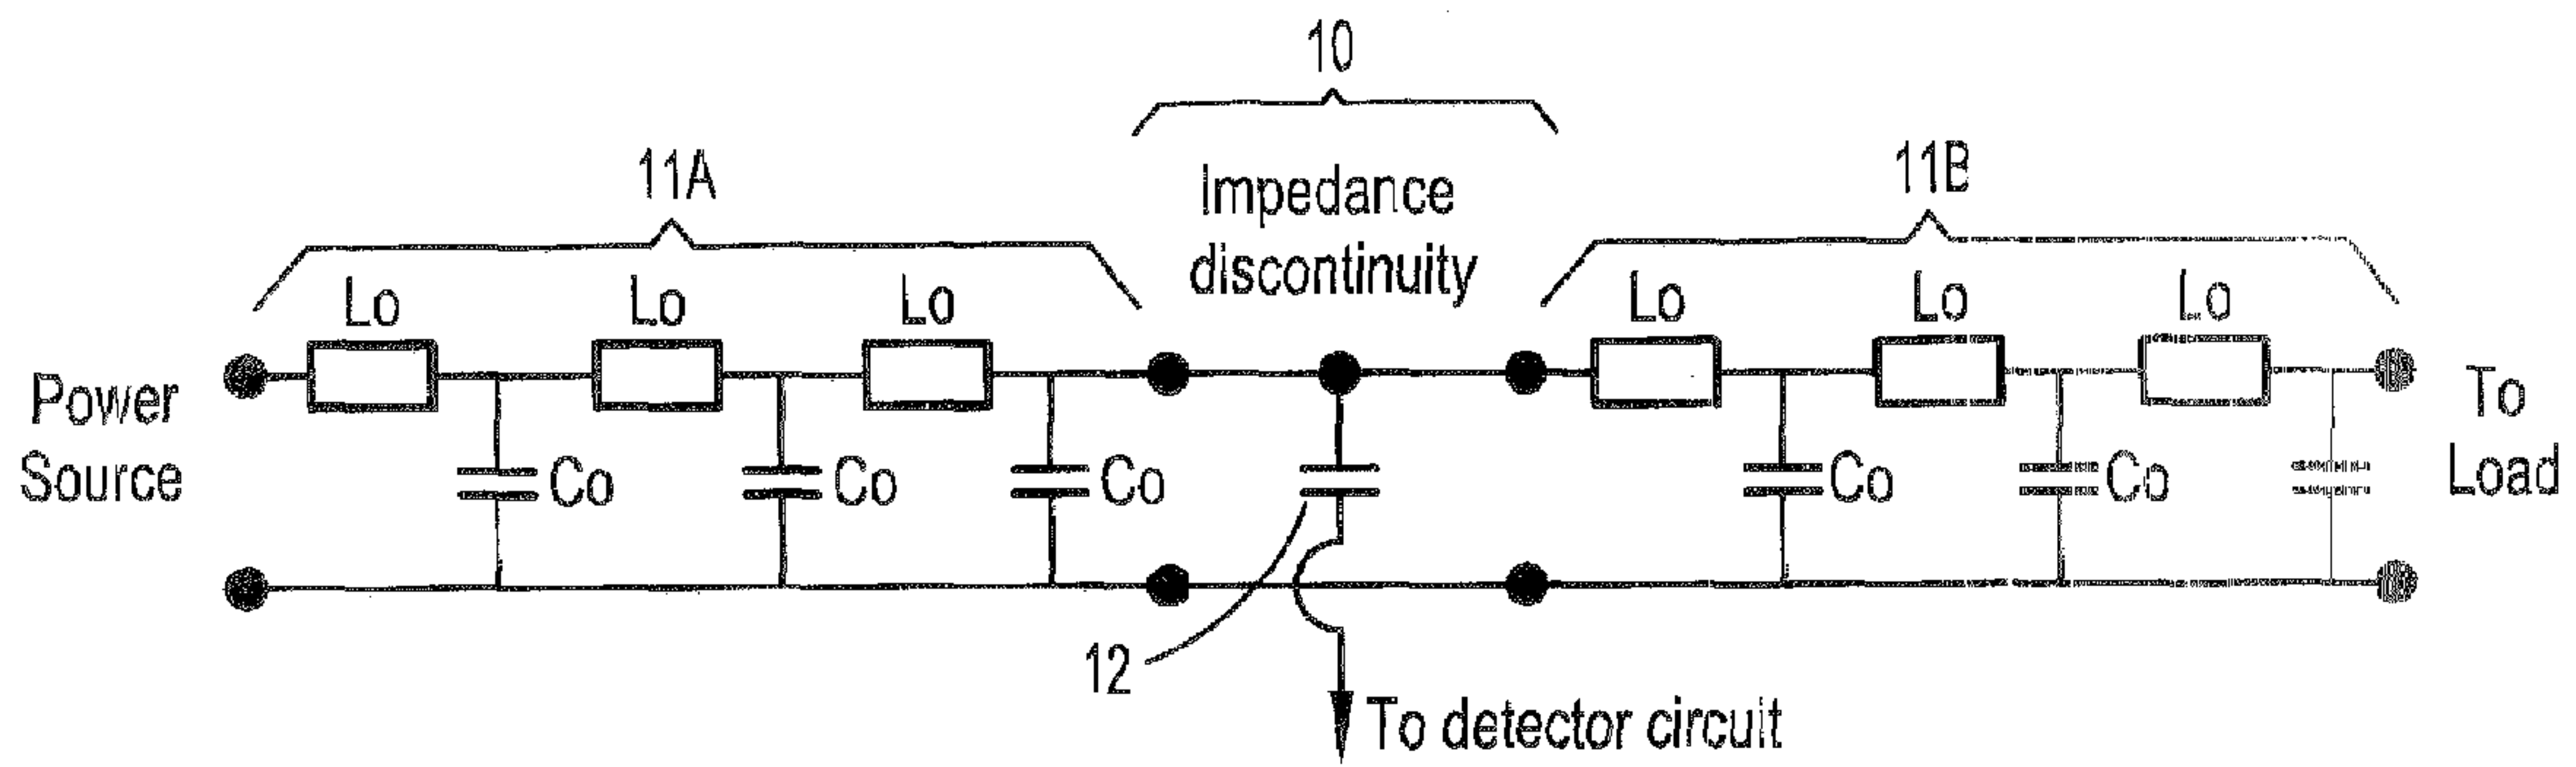 10
11A
Impedance
discontinuity
11B
Lo
Lo
Lo
Lo
Lo
Lo
Power
Source
Co
Co
Co
Co
Co
To
Load
12
To detector circuit